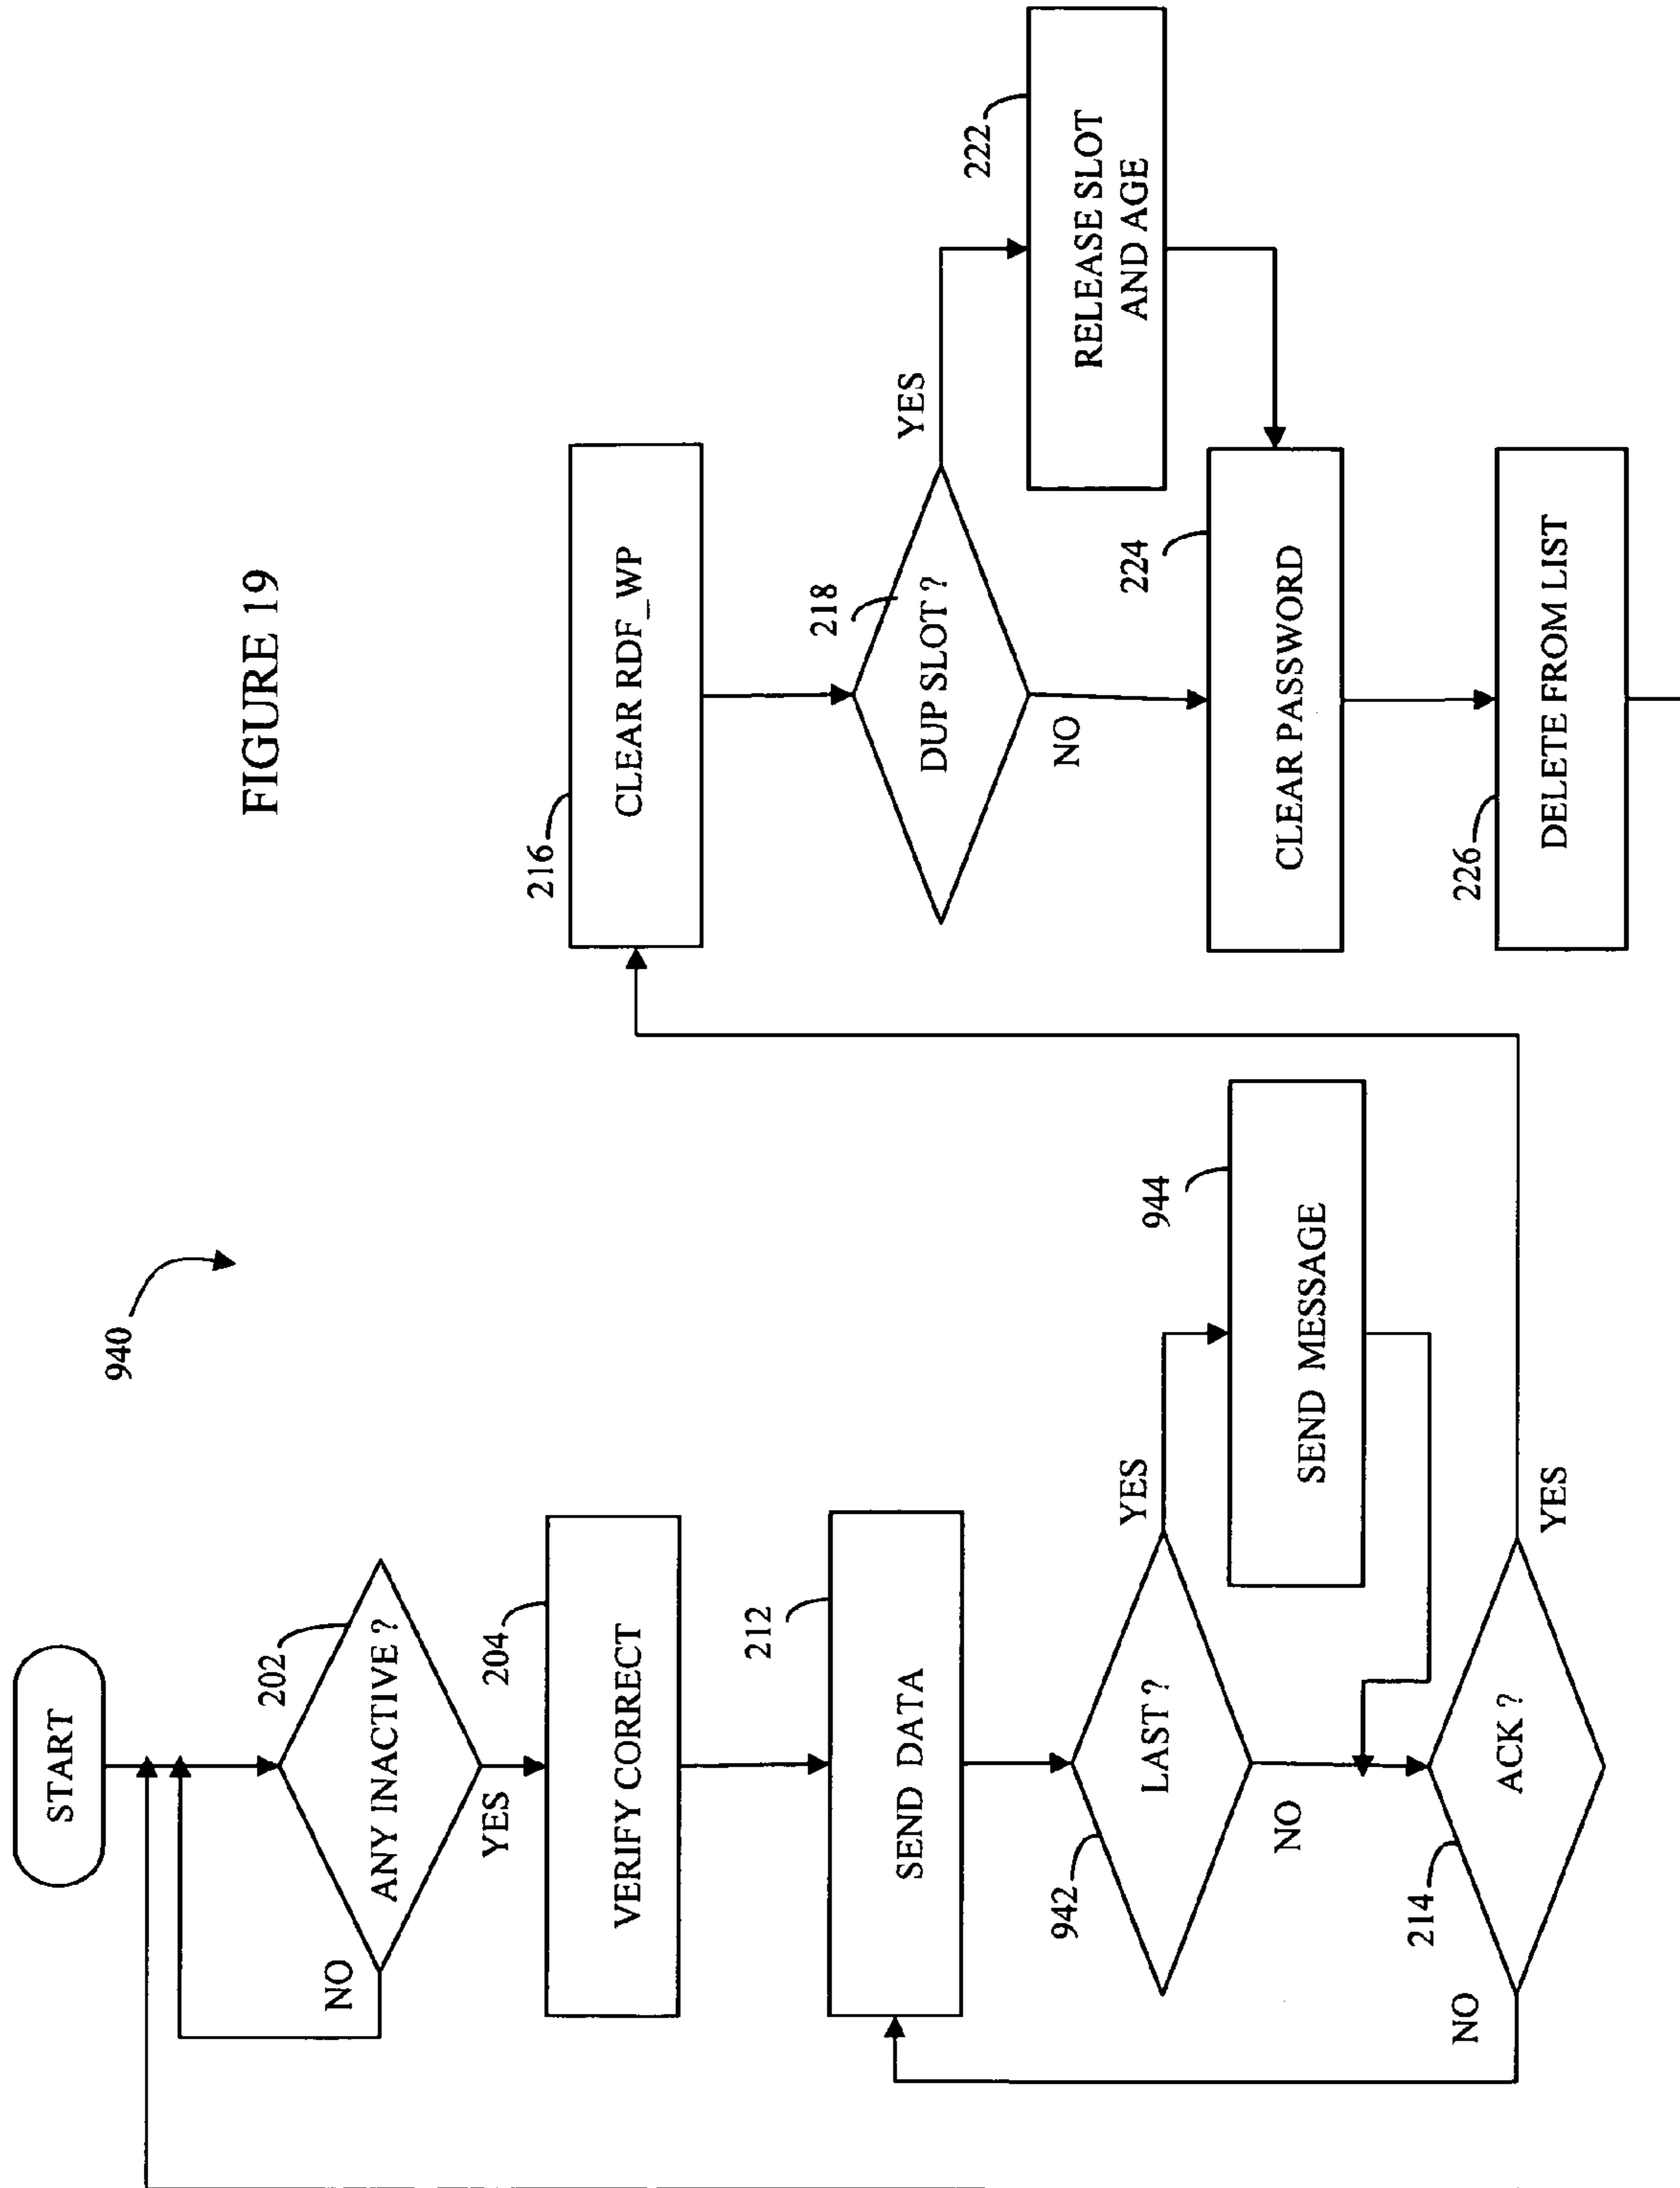 FIGURE 19
940
START
202
ANY INACTIVE ?
NO
YES
204
VERIFY CORRECT
212
SEND DATA
942
LAST ?
YES
NO
944
SEND MESSAGE
214
ACK ?
NO
YES
216
CLEAR RDF_WP
218
DUP SLOT ?
YES
NO
222
RELEASE SLOT
AND AGE
224
CLEAR PASSWORD
226
DELETE FROM LIST